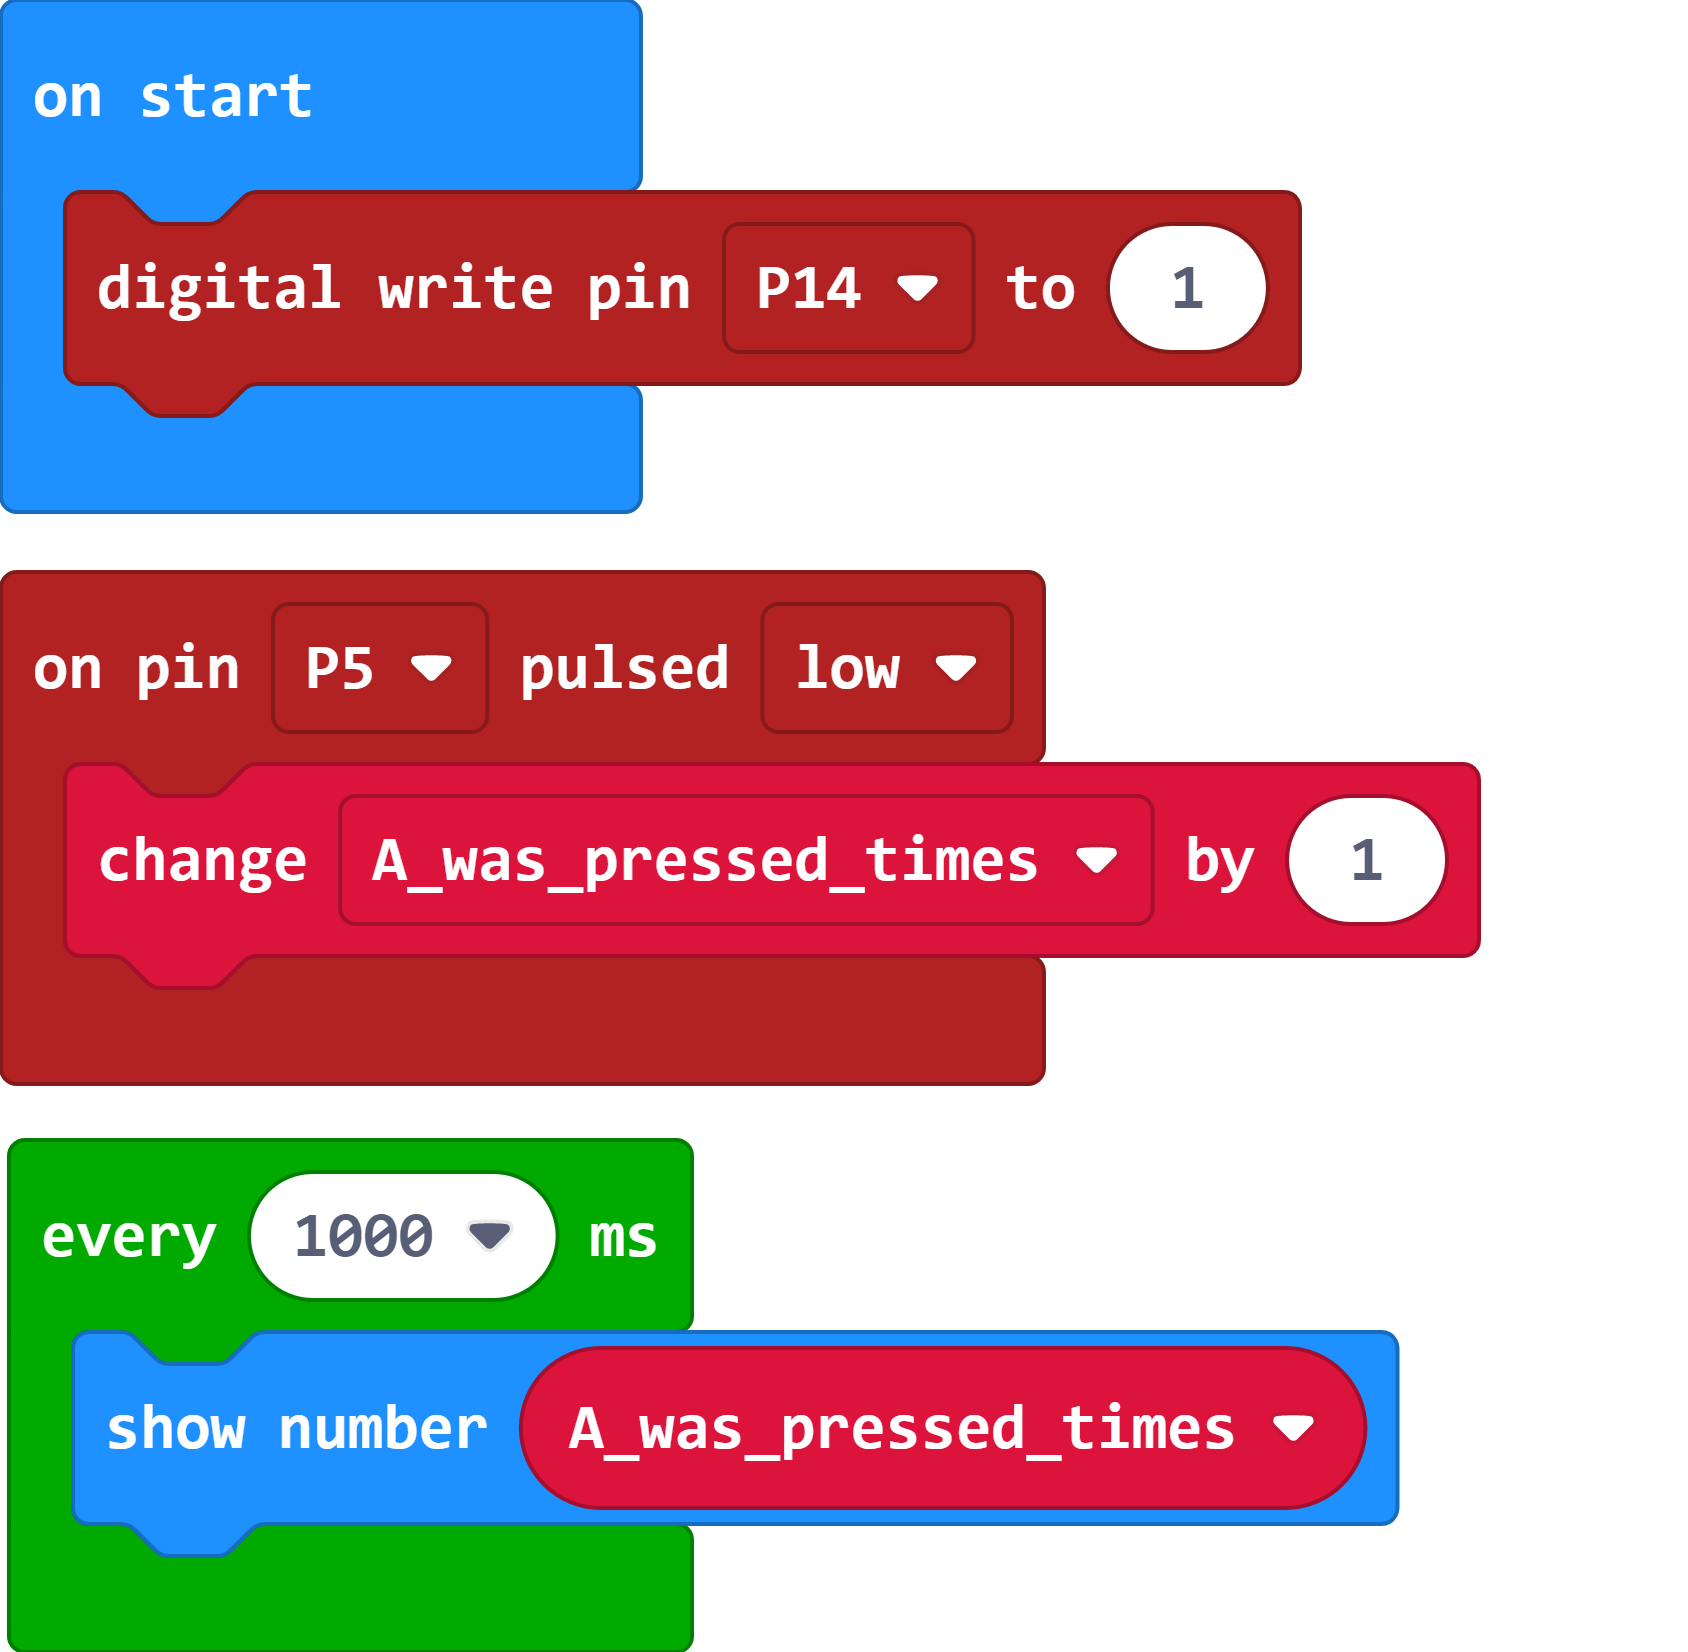 on start
digital write pin P14 to 1
on pin P5 pulsed low
change A_was_pressed_times by 1
every 1000 ms
show number A_was_pressed_times